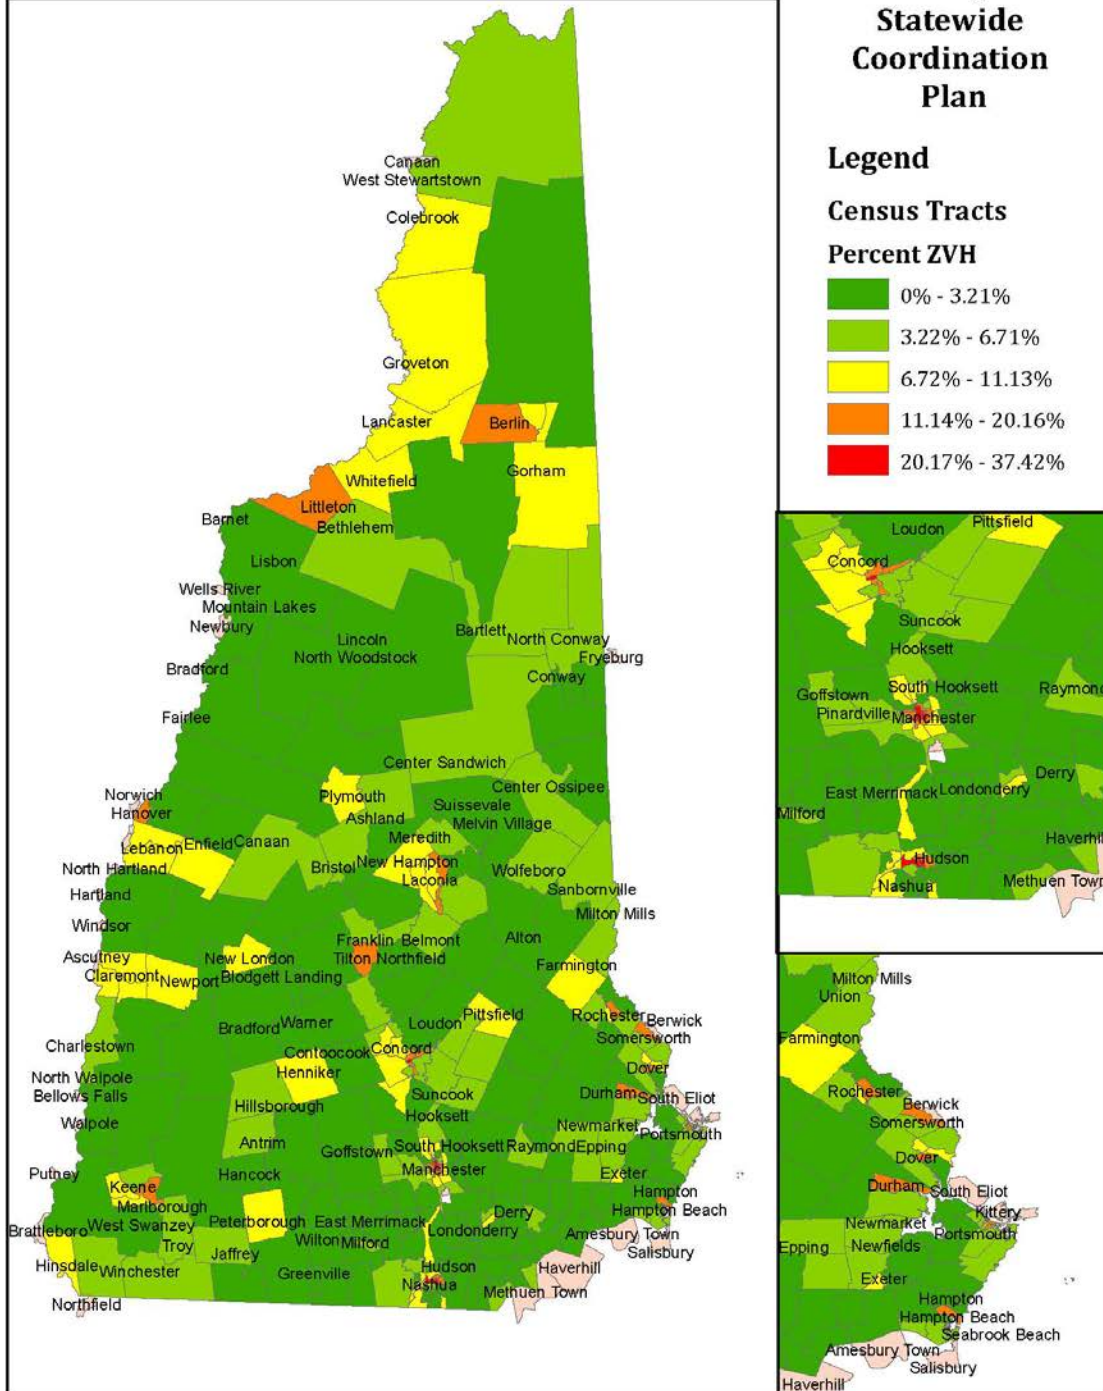 Statewide
Coordination
Plan
Legend
Census Tracts
Percent ZVH
0% - 3.21%
3.22% - 6.71%
6.72% - 11.13%
11.14% - 20.16%
20.17% - 37.42%
Canaan
West Stewartstown
Colebrook
Groveton
Lancaster
Berlin
Gorham
Whitefield
Littleton
Barnet
Bethlehem
Lisbon
Wells River
Mountain Lakes
Newbury
Lincoln
Bartlett
North Conway
North Woodstock
Fryeburg
Bradford
Conway
Fairlee
Center Sandwich
Center Ossipee
Norwich
Plymouth
Suissevale
Hanover
Ashland
Melvin Village
Meredith
Lebanon
Enfield
Canaan
North Hartland
Bristol
New Hampton
Wolfeboro
Laconia
Hartland
Sanbornville
Milton Mills
Windsor
Franklin
Belmont
Alton
Ascutney
New London
Tilton Northfield
Farmington
Claremont
Newport
Blodgett Landing
Bradford
Warner
Loudon
Pittsfield
Rochester
Berwick
Somersworth
Charlestown
Contoocook
Concord
Henniker
Dover
North Walpole
Bellows Falls
Hillsborough
Suncook
Durham
South Eliot
Hooksett
Walpole
Newmarket
Portsmouth
Antrim
Goffstown
South Hooksett
Raymond
Epping
Putney
Hancock
Manchester
Exeter
Keene
Hampton
Marlborough
Hampton Beach
Brattleboro
West Swanzey
Peterborough
East Merrimack
Derry
Londonderry
Amesbury Town
Troy
Wilton
Milford
Salisbury
Jaffrey
Hinsdale
Winchester
Greenville
Hudson
Haverhill
Nashua
Methuen Town
Northfield
Loudon
Pittsfield
Concord
Suncook
Hooksett
Goffstown
South Hooksett
Raymond
Pinardville
Manchester
Derry
East Merrimack
Londonderry
Milford
Haverhill
Hudson
Nashua
Methuen Town
Milton Mills
Union
Farmington
Rochester
Berwick
Somersworth
Dover
Durham
South Eliot
Kittery
Newmarket
Portsmouth
Epping
Newfields
Exeter
Hampton
Hampton Beach
Seabrook Beach
Amesbury Town
Salisbury
Haverhill